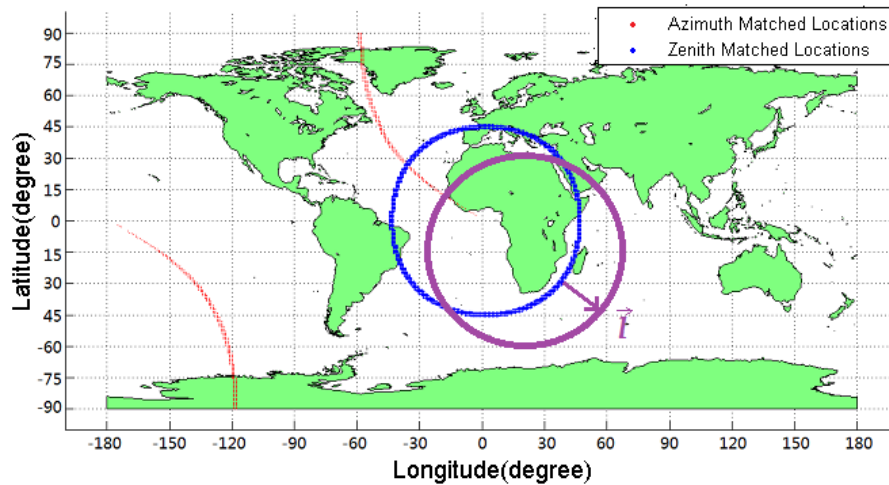 Azimuth Matched Locations
Zenith Matched Locations
Latitude(degree)
90
75
60
45
30
15
0
15
30
45
-60
-75
-90
t
-180 -150 -120 -90 -60 -30 0 30 60 90 120 150 180
Longitude(degree)